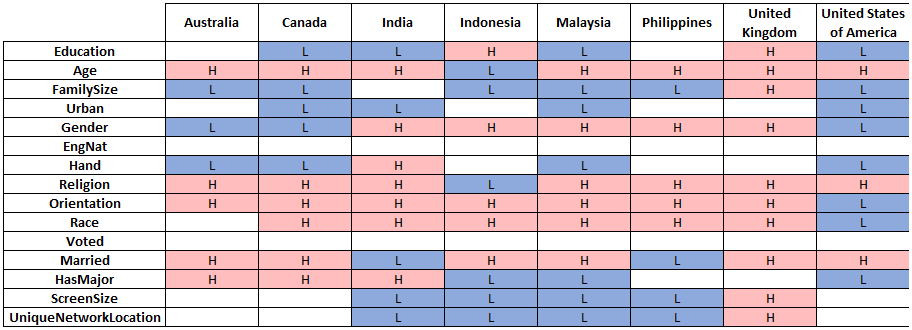 Australia Canada India Indonesia Malaysia Philippines United Kingdom United States of America
Education L L H L H L
Age H H H L H H H H
FamilySize L L L L L H L
Urban L L L L
Gender L L H H H H H L
EngNat
Hand L L H L L
Religion H H H L H H H H
Orientation H H H H H H H L
Race H H H H H H L
Voted
Married H H L H H L H H
HasMajor H H H L L L
ScreenSize L L L L H
UniqueNetworkLocation L L L L H